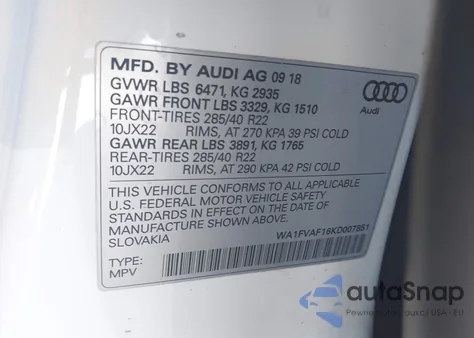 MFD. BY AUDI AG 09 18
GVWR LBS 6471, KG 2935
GAWR FRONT LBS 3329, KG 1510
FRONT-TIRES 285/40 R22
10JX22 RIMS, AT 270 KPA 39 PSI COLD
GAWR REAR LBS 3891, KG 1765
REAR-TIRES 285/40 R22
10JX22 RIMS, AT 290 KPA 42 PSI COLD
Audi
THIS VEHICLE CONFORMS TO ALL APPLICABLE
U.S. FEDERAL MOTOR VEHICLE SAFETY
STANDARDS IN EFFECT ON THE DATE OF
MANUFACTURE SHOWN ABOVE.
SLOVAKIA
WA1FVAF16KD007851
TYPE:
MPV
autoSnap